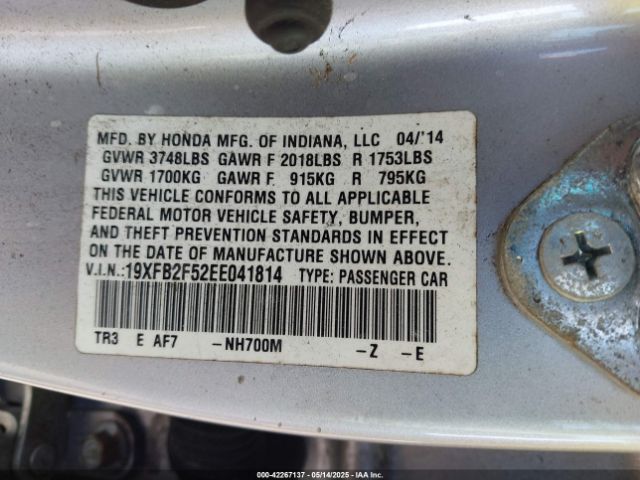 MFD. BY HONDA MFG. OF INDIANA, LLC 04/'14
GVWR 3748LBS GAWR F 2018LBS R 1753LBS
GVWR 1700KG GAWR F 915KG R 795KG
THIS VEHICLE CONFORMS TO ALL APPLICABLE
FEDERAL MOTOR VEHICLE SAFETY, BUMPER,
AND THEFT PREVENTION STANDARDS IN EFFECT
ON THE DATE OF MANUFACTURE SHOWN ABOVE.
V.I.N.:19XFB2F52EE041814 TYPE: PASSENGER CAR
TR3 E AF7 -NH700M -Z -E
000-42267137 - 05/14/2025 - IAA Inc.